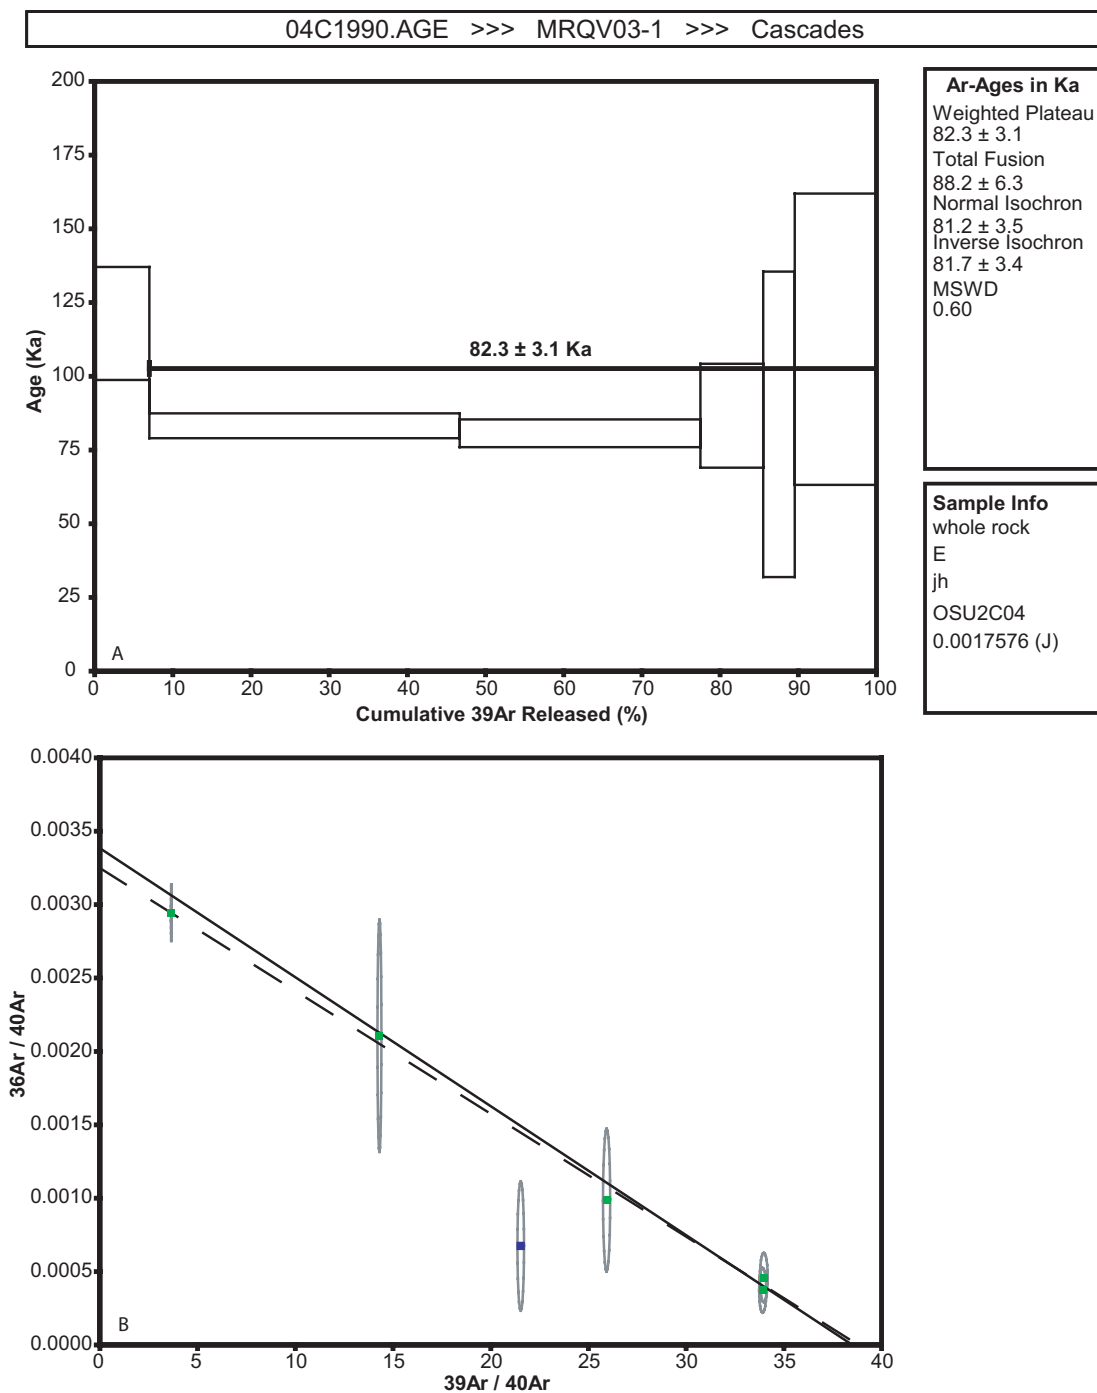 04C1990.AGE >>> MRQV03-1 >>> Cascades
200
175
150
125
100
75
50
25
0
Age (Ka)
82.3 ± 3.1 Ka
A
0 10 20 30 40 50 60 70 80 90 100
Cumulative 39Ar Released (%)
Ar-Ages in Ka
Weighted Plateau
82.3 ± 3.1
Total Fusion
88.2 ± 6.3
Normal Isochron
81.2 ± 3.5
Inverse Isochron
81.7 ± 3.4
MSWD
0.60
Sample Info
whole rock
E
jh
OSU2C04
0.0017576 (J)
0.0040
0.0035
0.0030
0.0025
0.0020
0.0015
0.0010
0.0005
0.0000
36Ar / 40Ar
B
0 5 10 15 20 25 30 35 40
39Ar / 40Ar